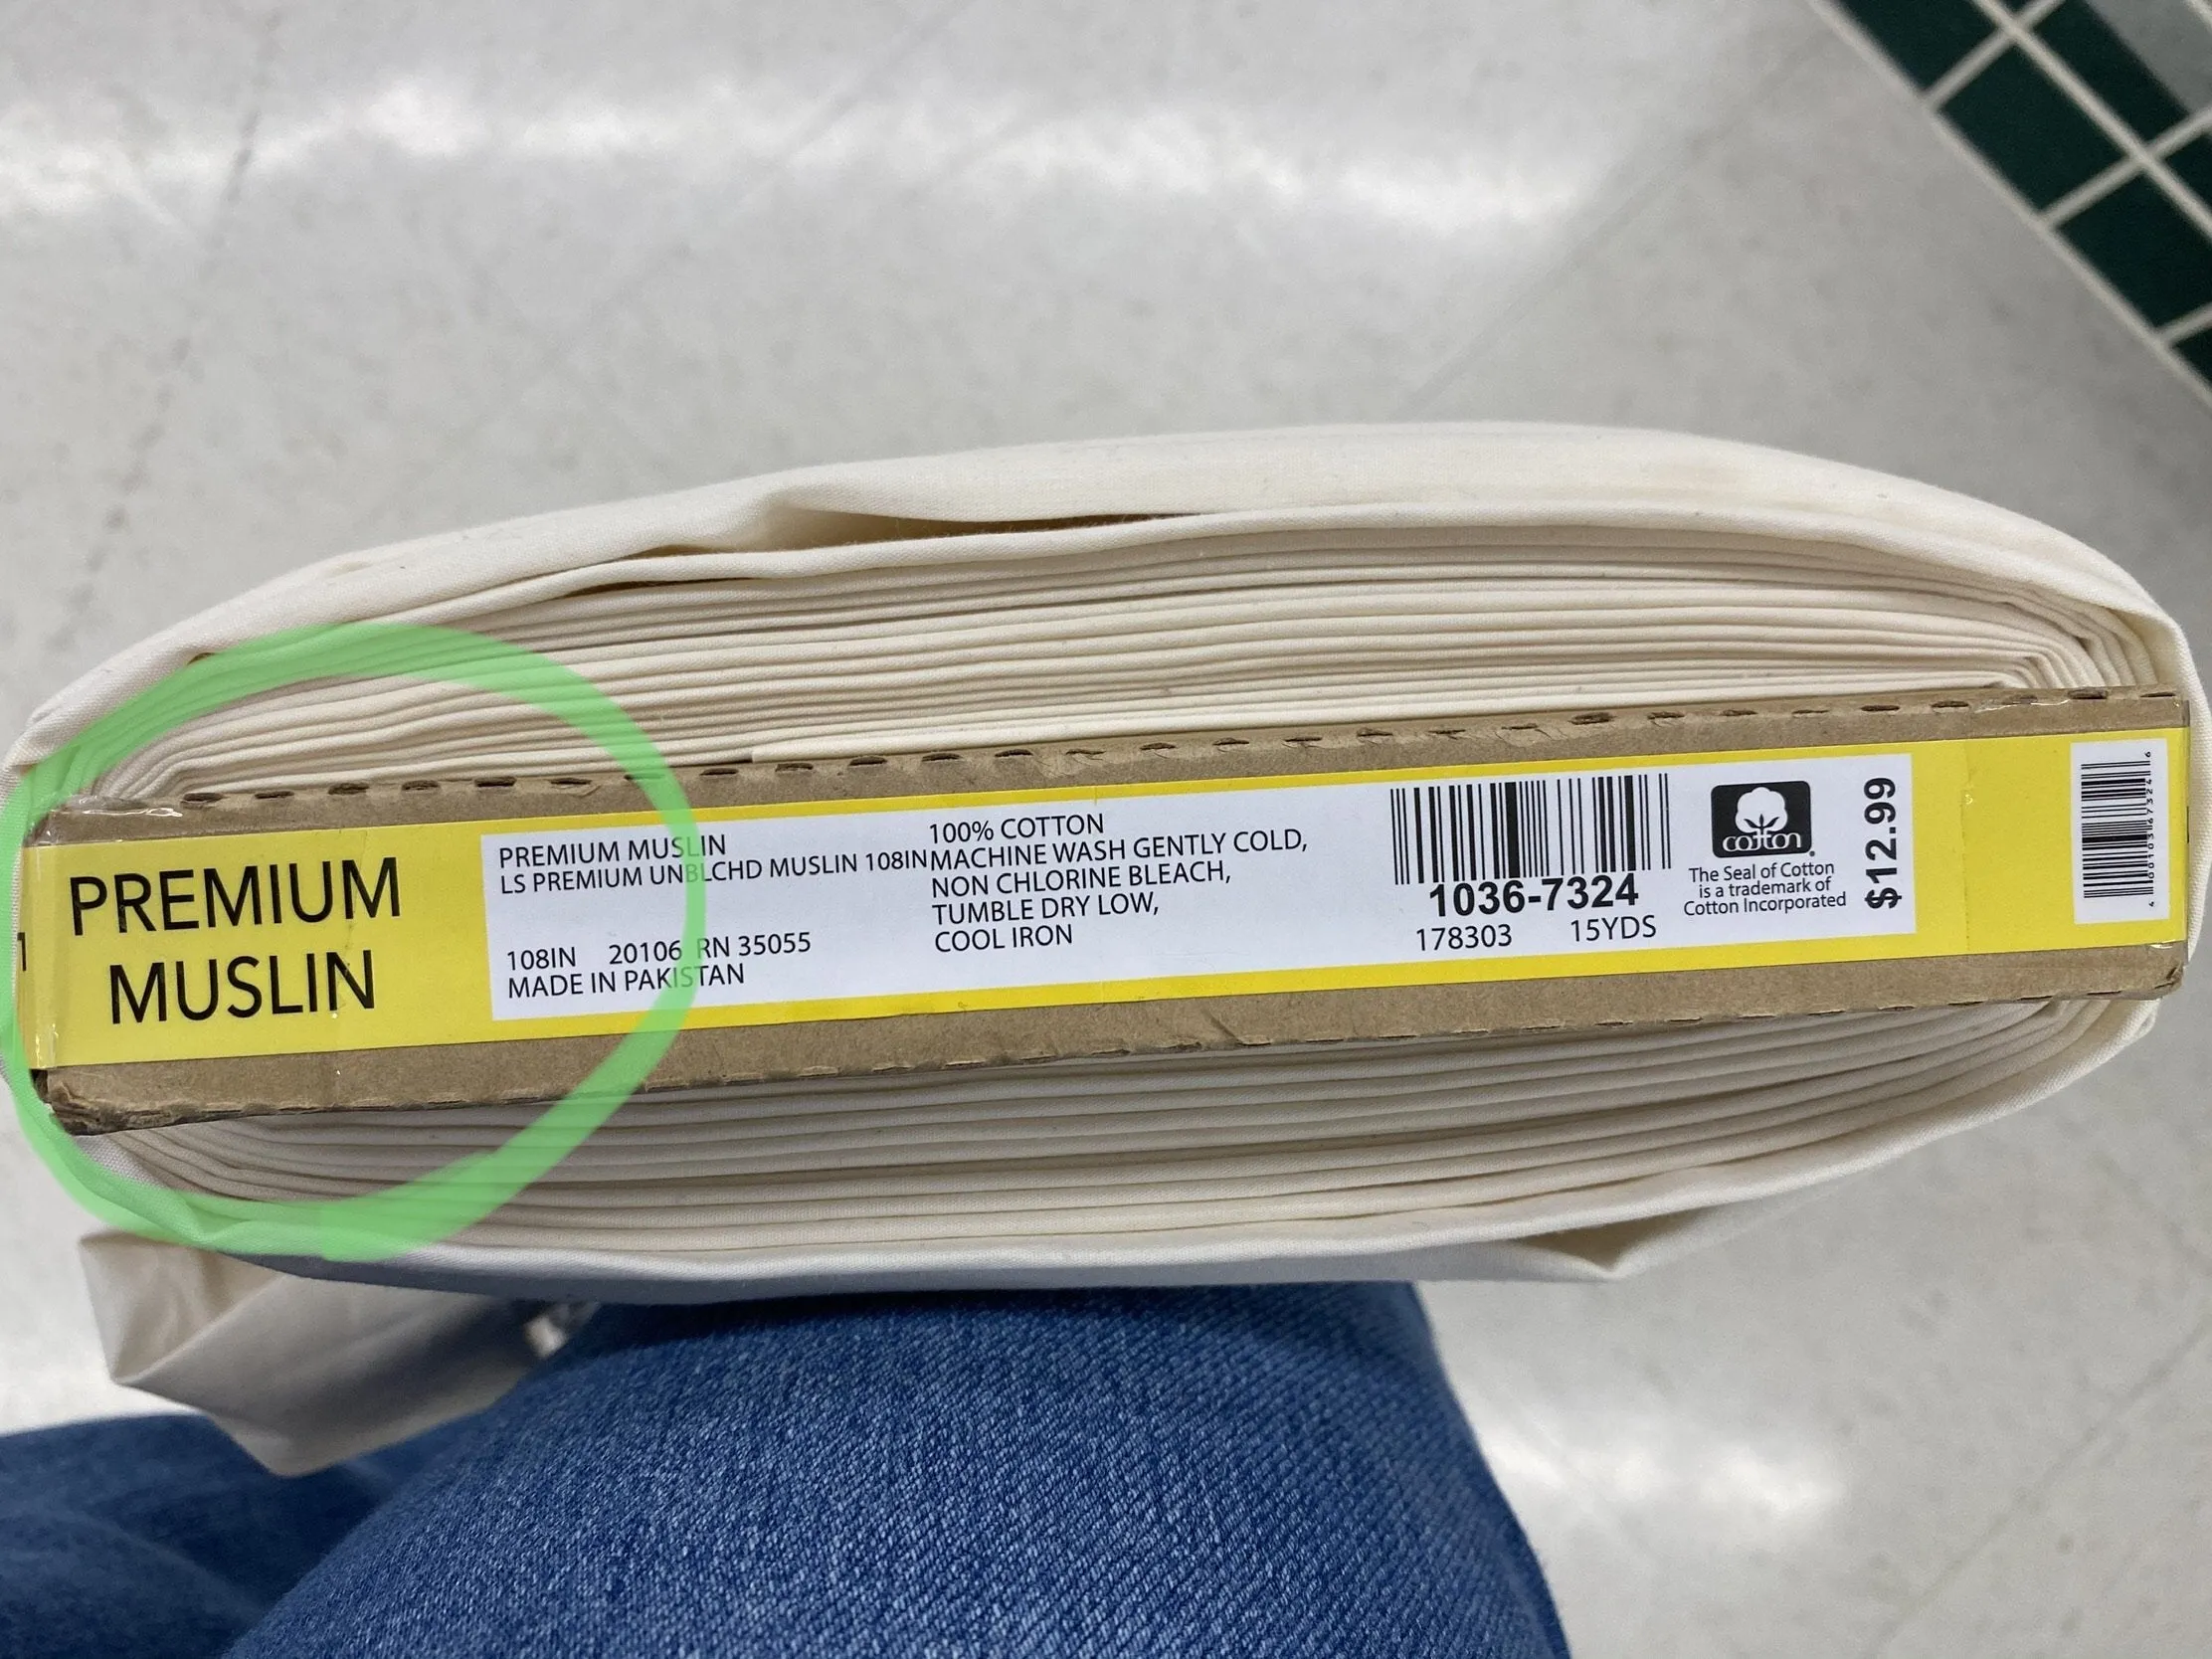 PREMIUM
MUSLIN
PREMIUM MUSLIN
LS PREMIUM UNBLCHD MUSLIN 108IN
108IN 20106 RN 35055
MADE IN PAKISTAN
100% COTTON
MACHINE WASH GENTLY COLD,
NON CHLORINE BLEACH,
TUMBLE DRY LOW,
COOL IRON
1036-7324
178303 15YDS
cotton
The Seal of Cotton
is a trademark of
Cotton Incorporated
$12.99